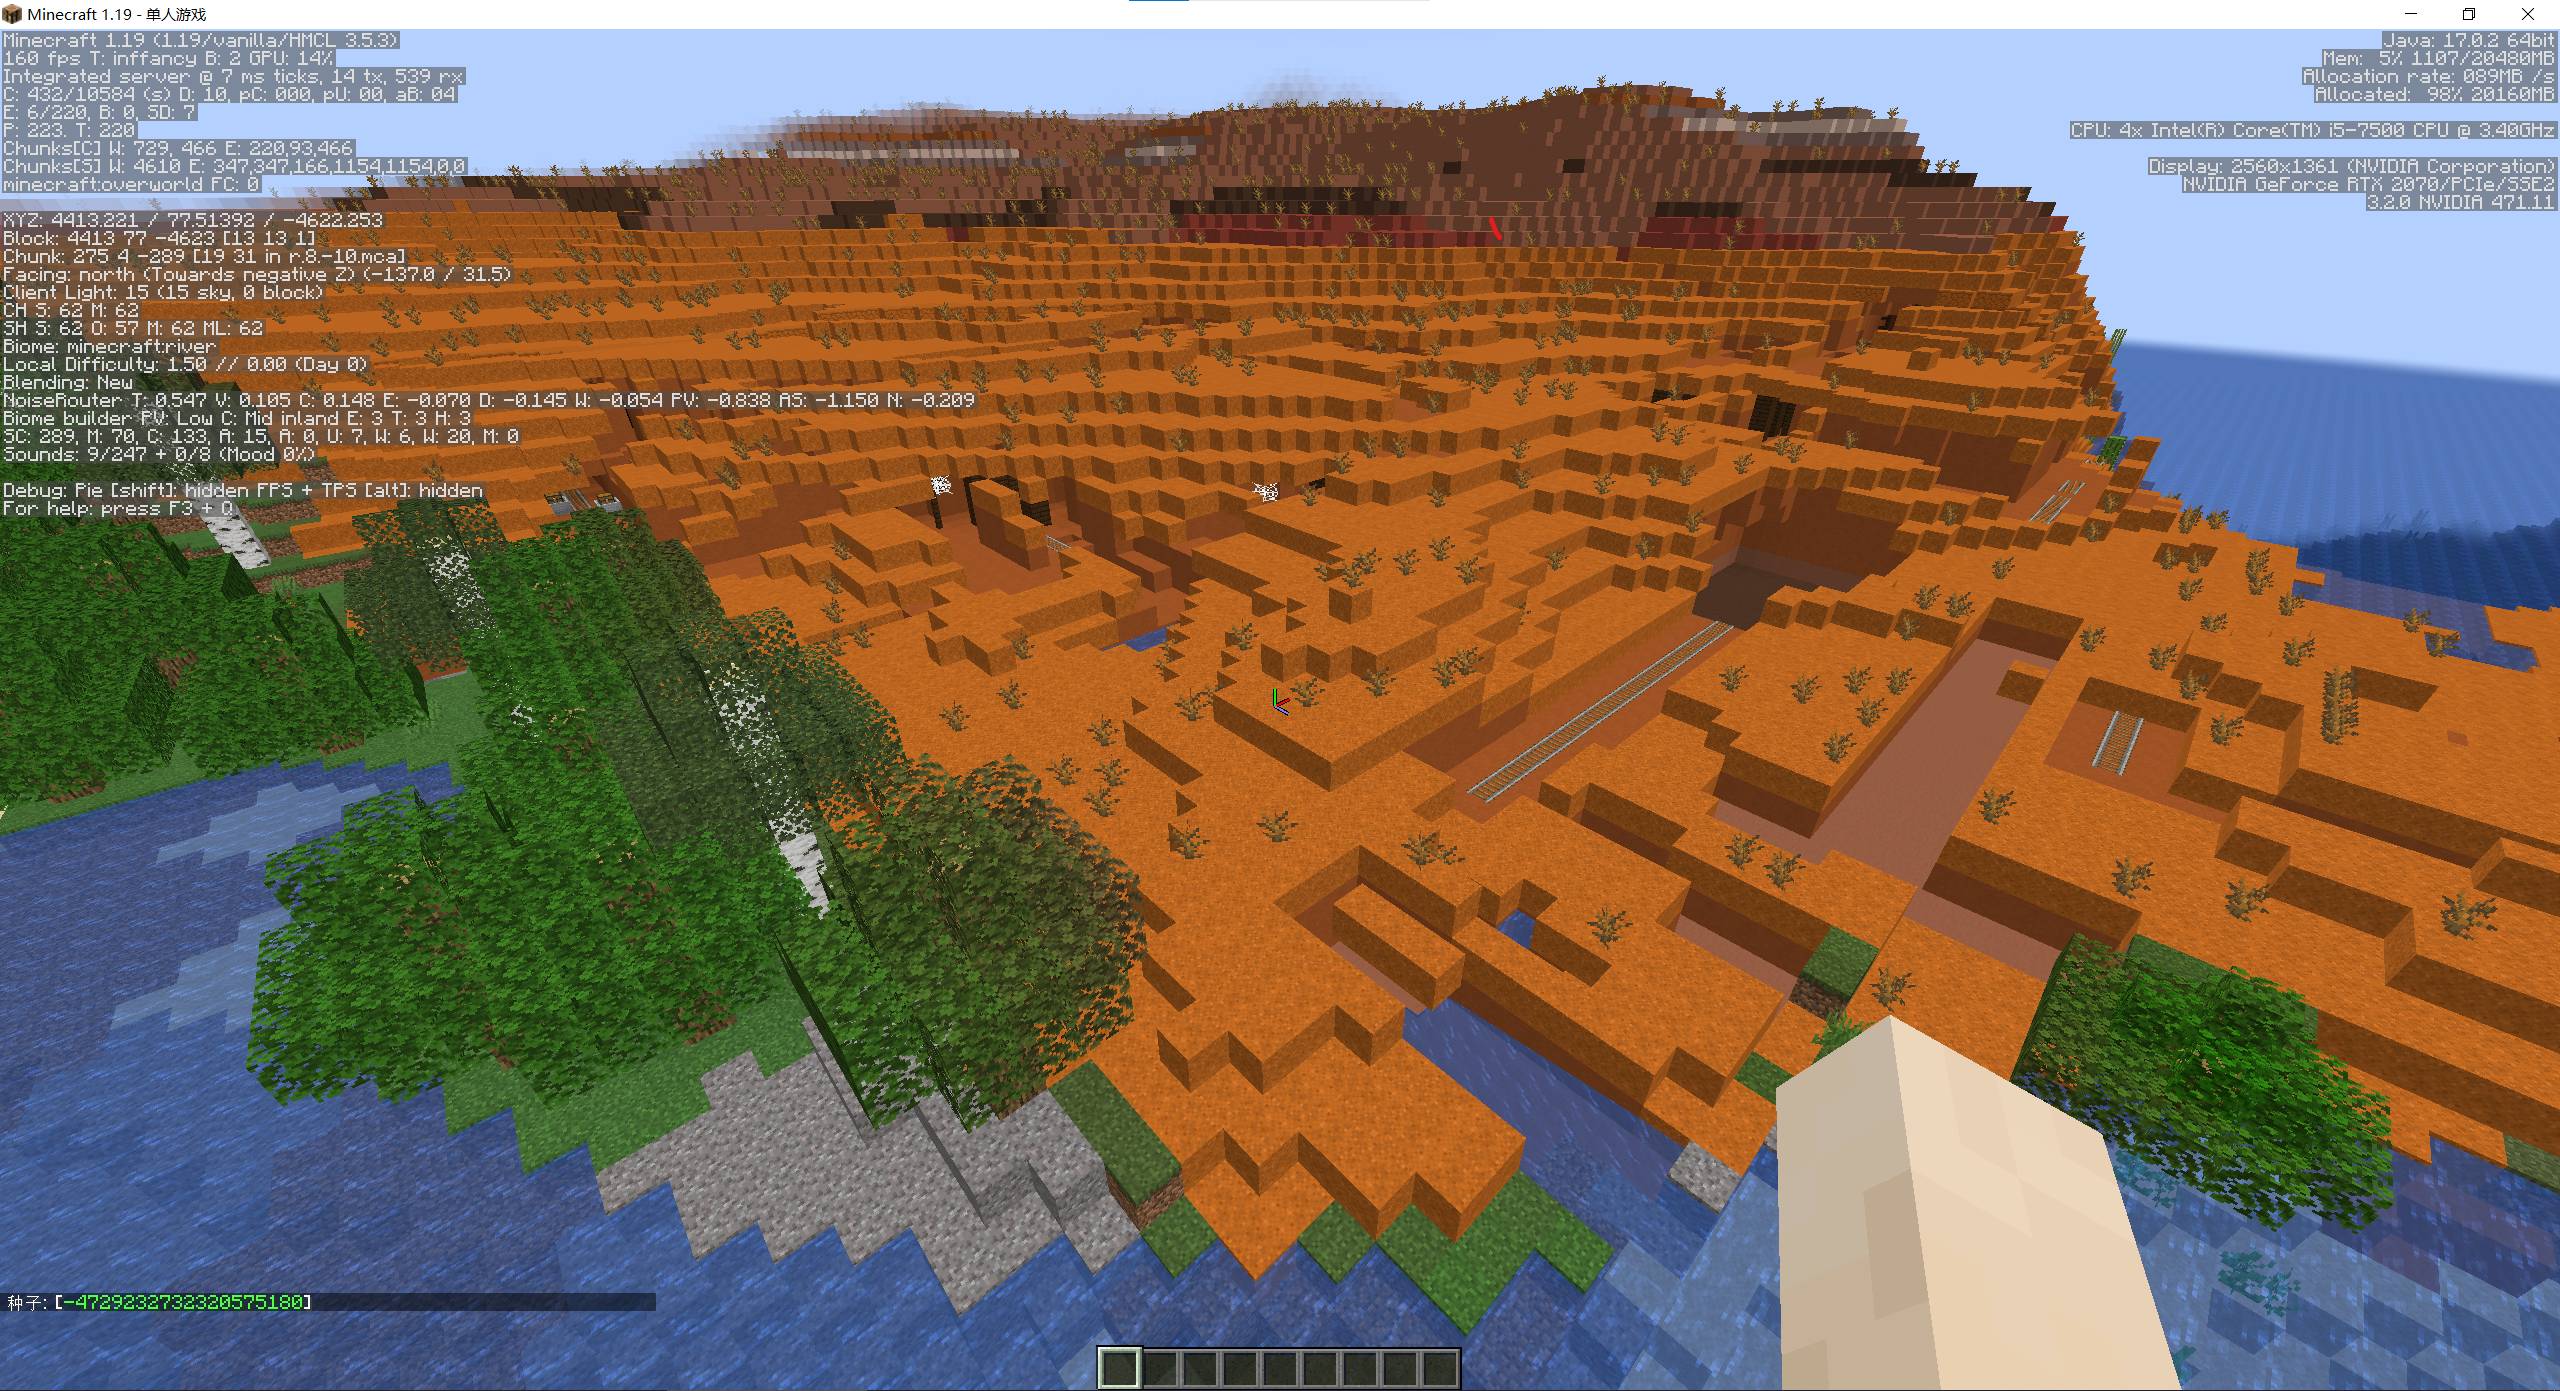 Minecraft 1.19 - 单人游戏
Minecraft 1.19 (1.19/vanilla/HMCL 3.5.3)
160 fps T: inffancy B: 2 GPU: 14%
Integrated server @ 7 ms ticks, 14 tx, 539 rx
C: 432/10584 (s) D: 10, pC: 000, pU: 00, aB: 04
E: 6/220, B: 0, SD: 7
P: 223. T: 220
Chunks[C] W: 729, 466 E: 220,93,466
Chunks[S] W: 4610 E: 347,347,166,1154,1154,0,0
minecraft:overworld FC: 0
XYZ: 4413.221 / 77.51392 / -4622.253
Block: 4413 77 -4623 [13 13 1]
Chunk: 275 4 -289 [19 31 in r.8.-10.mca]
Facing: north (Towards negative Z) (-137.0 / 31.5)
Client Light: 15 (15 sky, 0 block)
CH S: 62 M: 62
SH S: 62 O: 57 M: 62 ML: 62
Biome: minecraft:river
Local Difficulty: 1.50 // 0.00 (Day 0)
Blending: New
NoiseRouter T: 0.547 V: 0.105 C: 0.148 E: -0.070 D: -0.145 W: -0.054 PV: -0.838 AS: -1.150 N: -0.209
Biome builder PV: Low C: Mid inland E: 3 T: 3 H: 3
SC: 289, M: 70, C: 133, A: 15, A: 0, U: 7, W: 6, W: 20, M: 0
Sounds: 9/247 + 0/8 (Mood 0%)
Debug: Pie [shift]: hidden FPS + TPS [alt]: hidden
For help: press F3 + Q
Java: 17.0.2 64bit
Mem: 5% 1107/20480MB
Allocation rate: 089MB /s
Allocated: 98% 20160MB
CPU: 4x Intel(R) Core(TM) i5-7500 CPU @ 3.40GHz
Display: 2560x1361 (NVIDIA Corporation)
NVIDIA GeForce RTX 2070/PCIe/SSE2
3.2.0 NVIDIA 471.11
种子: [-4729232732320575180]